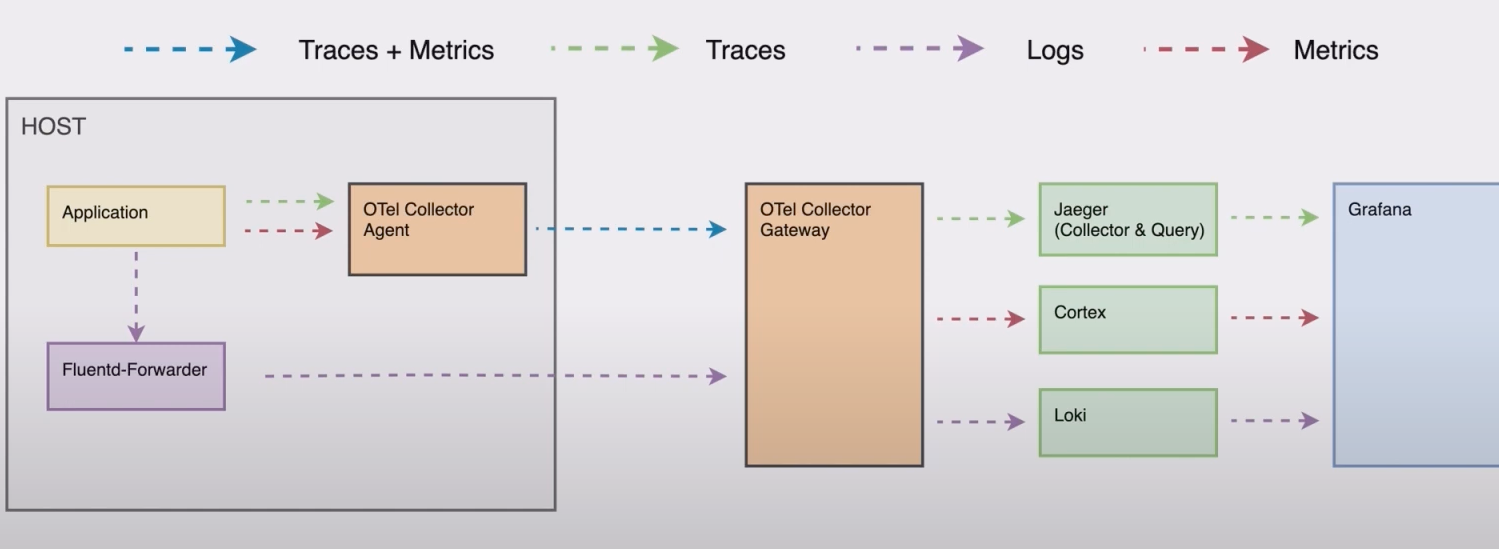 Traces + Metrics
Traces
Logs
Metrics
HOST
Application
OTel Collector
Agent
Fluentd-Forwarder
OTel Collector
Gateway
Jaeger
(Collector & Query)
Cortex
Loki
Grafana